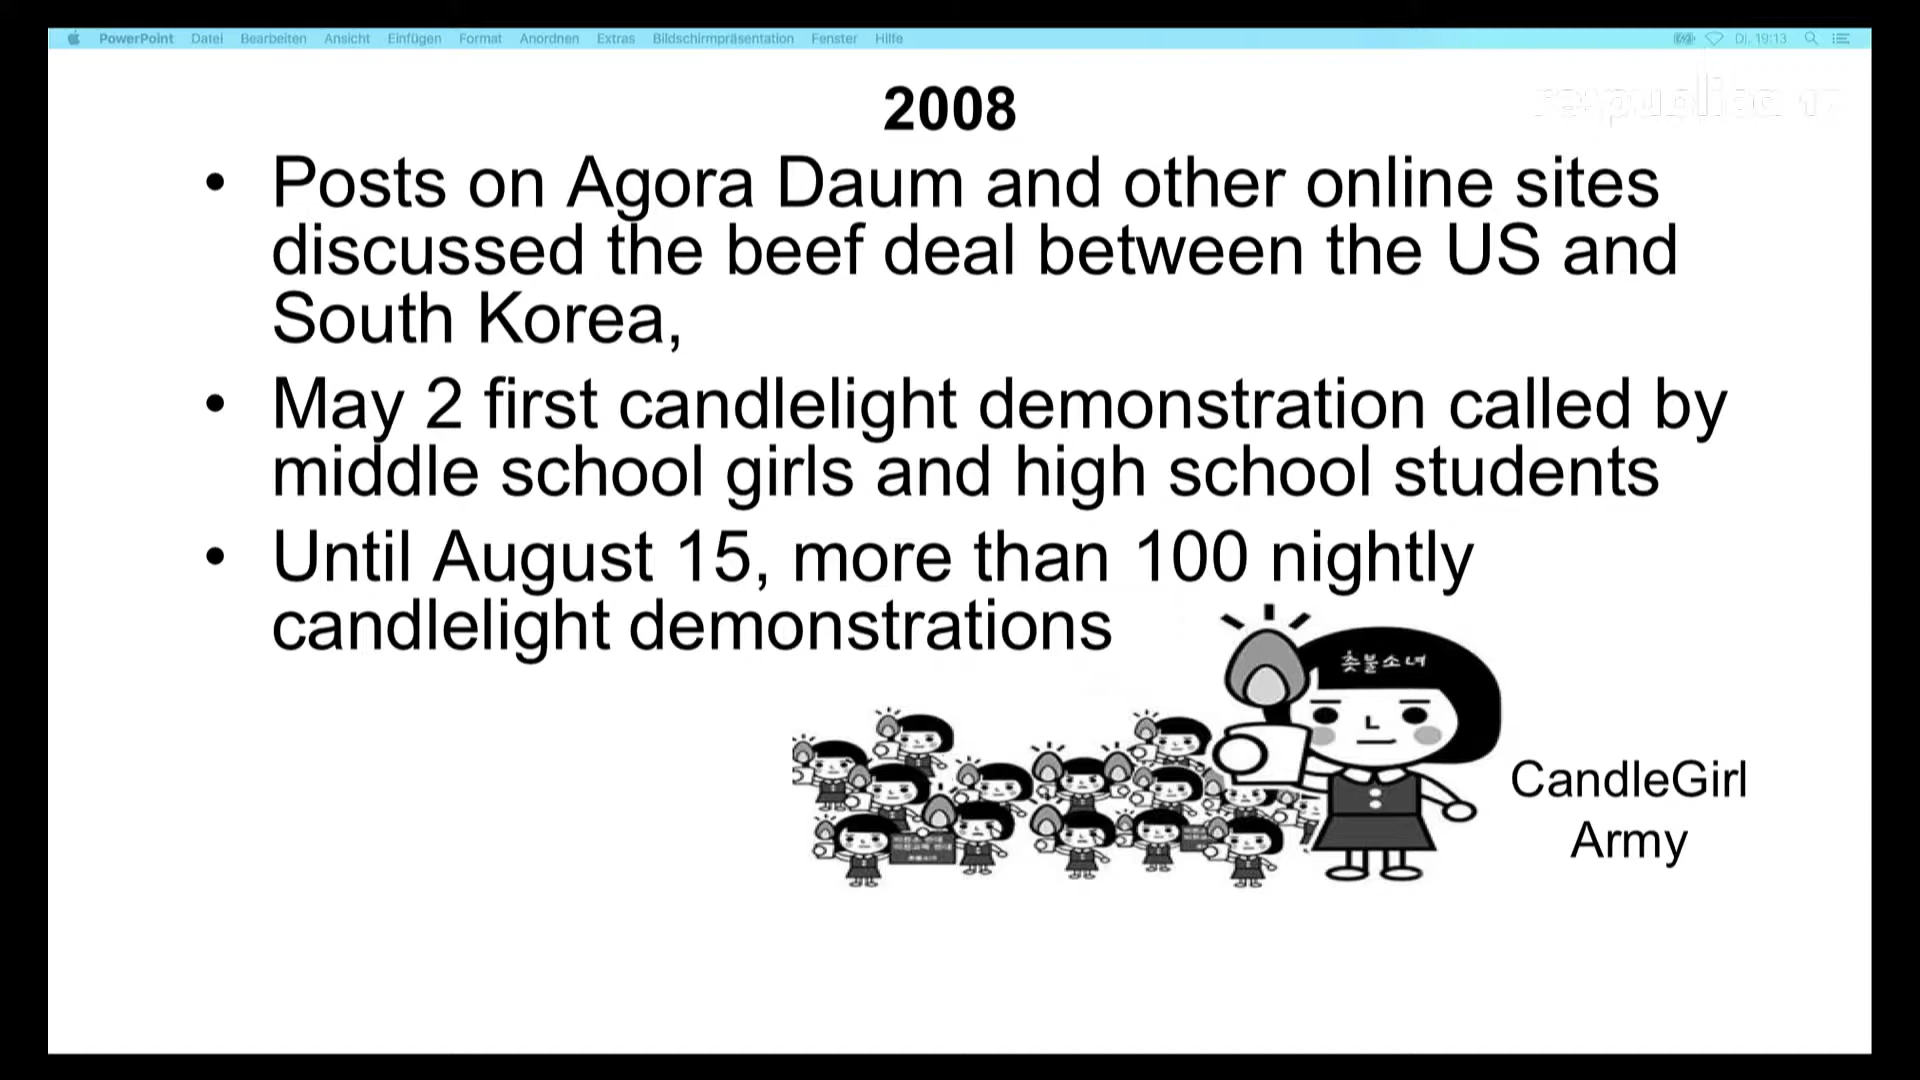 PowerPoint Datei Bearbeiten Ansicht Einfügen Format Anordnen Extras Bildschirmpräsentation Fenster Hilfe Di. 19:13
re:publica 17
2008
• Posts on Agora Daum and other online sites
discussed the beef deal between the US and
South Korea,
• May 2 first candlelight demonstration called by
middle school girls and high school students
• Until August 15, more than 100 nightly
candlelight demonstrations
촛불소녀
CandleGirl
Army